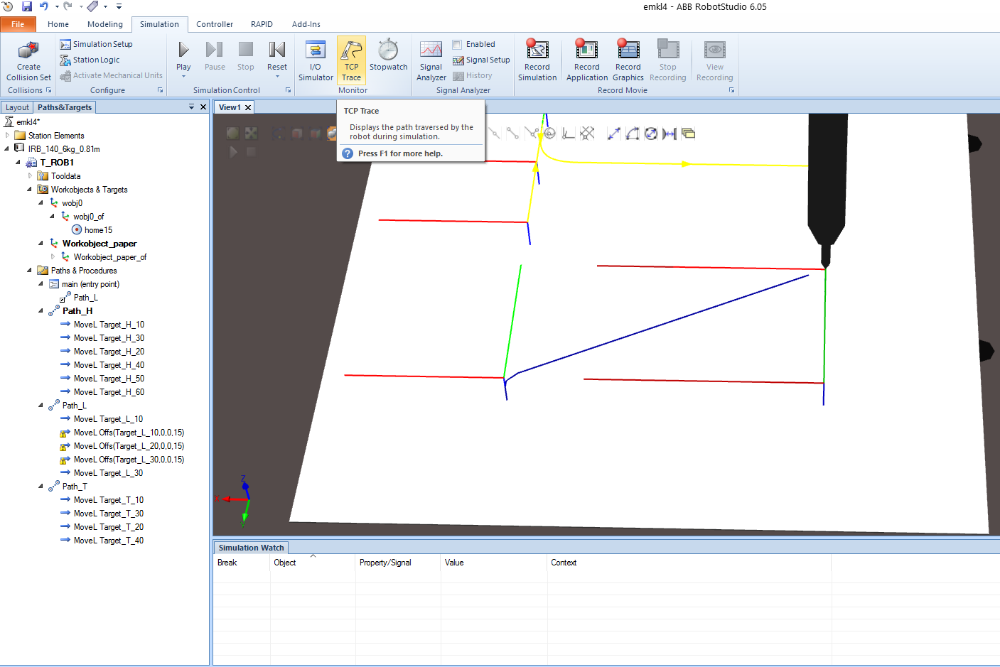 emkl4 - ABB RobotStudio 6.05
File Home Modeling Simulation Controller RAPID Add-Ins
Create Collision Set
Collisions
Simulation Setup
Station Logic
Activate Mechanical Units
Configure
Play Pause Stop Reset
Simulation Control
I/O Simulator
TCP Trace
Stopwatch
Monitor
Signal Analyzer
Enabled
Signal Setup
History
Signal Analyzer
Record Simulation
Record Application
Record Graphics
Stop Recording
View Recording
Record Movie
Layout Paths&Targets
View1
TCP Trace
Displays the path traversed by the
robot during simulation.
? Press F1 for more help.
emkl4*
Station Elements
IRB_140_6kg_0.81m
T_ROB1
Tooldata
Workobjects & Targets
wobj0
wobj0_of
home15
Workobject_paper
Workobject_paper_of
Paths & Procedures
main (entry point)
Path_L
Path_H
MoveL Target_H_10
MoveL Target_H_30
MoveL Target_H_20
MoveL Target_H_40
MoveL Target_H_50
MoveL Target_H_60
Path_L
MoveL Target_L_10
MoveL Offs(Target_L_10,0,0,15)
MoveL Offs(Target_L_20,0,0,15)
MoveL Offs(Target_L_30,0,0,15)
MoveL Target_L_30
Path_T
MoveL Target_T_10
MoveL Target_T_30
MoveL Target_T_20
MoveL Target_T_40
Z
X
Y
Simulation Watch
Break Object Property/Signal Value Context